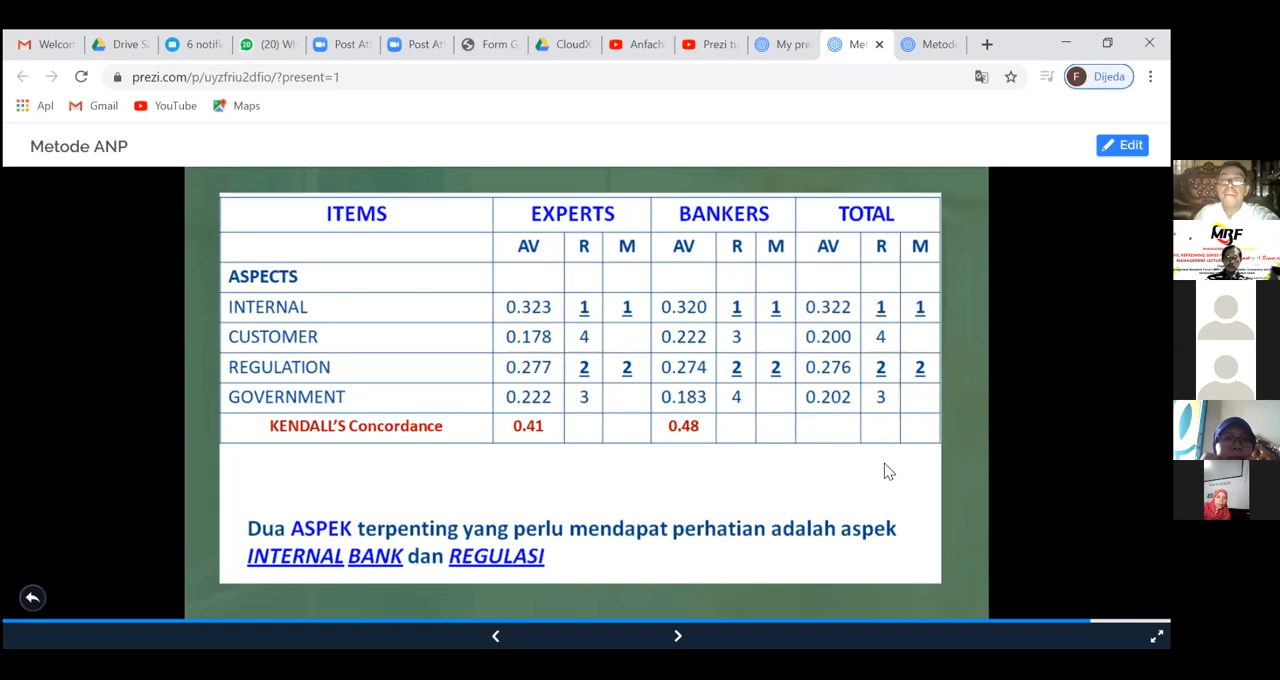 Welcom Drive Sa 6 notifi (20) Wh Post Att Post Att Form G CloudX Anfach Prezi tu My pre Met Metode
prezi.com/p/uyzfriu2dfio/?present=1 F Dijeda
Apl Gmail YouTube Maps
Metode ANP Edit
ITEMS EXPERTS BANKERS TOTAL
AV R M AV R M AV R M
ASPECTS
INTERNAL 0.323 1 1 0.320 1 1 0.322 1 1
CUSTOMER 0.178 4 0.222 3 0.200 4
REGULATION 0.277 2 2 0.274 2 2 0.276 2 2
GOVERNMENT 0.222 3 0.183 4 0.202 3
KENDALL'S Concordance 0.41 0.48
Dua ASPEK terpenting yang perlu mendapat perhatian adalah aspek
INTERNAL BANK dan REGULASI
MRF